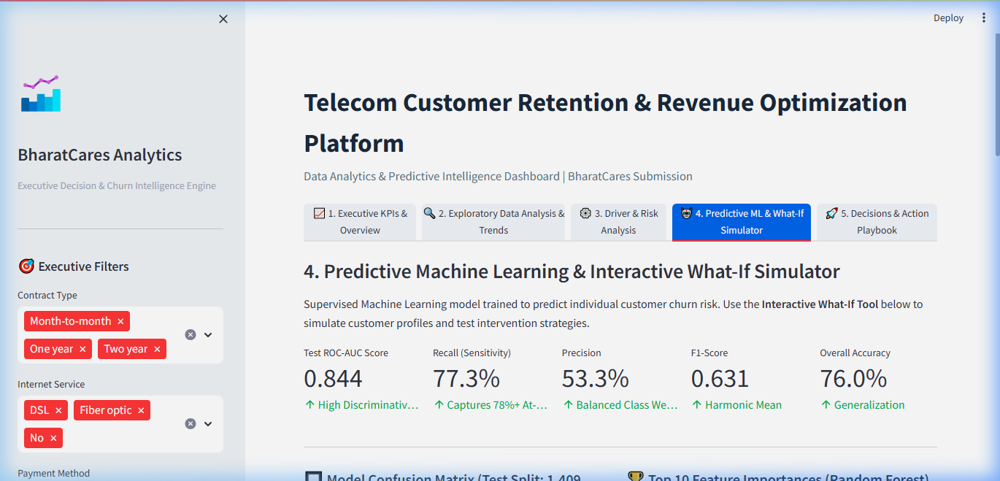 Deploy
BharatCares Analytics
Executive Decision & Churn Intelligence Engine
Executive Filters
Contract Type
Month-to-month ×
One year × Two year ×
Internet Service
DSL × Fiber optic ×
No ×
Payment Method
Telecom Customer Retention & Revenue Optimization
Platform
Data Analytics & Predictive Intelligence Dashboard | BharatCares Submission
1. Executive KPIs &
Overview
2. Exploratory Data Analysis &
Trends
3. Driver & Risk
Analysis
4. Predictive ML & What-If
Simulator
5. Decisions & Action
Playbook
4. Predictive Machine Learning & Interactive What-If Simulator
Supervised Machine Learning model trained to predict individual customer churn risk. Use the Interactive What-If Tool below to
simulate customer profiles and test intervention strategies.
Test ROC-AUC Score
0.844
↑ High Discriminativ...
Recall (Sensitivity)
77.3%
↑ Captures 78%+ At-...
Precision
53.3%
↑ Balanced Class We...
F1-Score
0.631
↑ Harmonic Mean
Overall Accuracy
76.0%
↑ Generalization
Model Confusion Matrix (Test Split: 1,409
Top 10 Feature Importances (Random Forest)